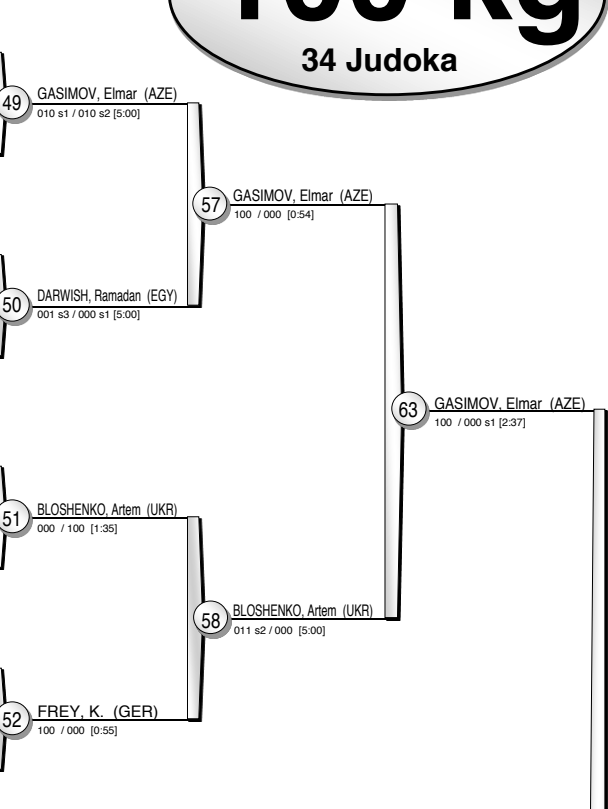 100 kg
34 Judoka
49 GASIMOV, Elmar (AZE)
010 s1 / 010 s2 [5:00]
57 GASIMOV, Elmar (AZE)
100 / 000 [0:54]
50 DARWISH, Ramadan (EGY)
001 s3 / 000 s1 [5:00]
63 GASIMOV, Elmar (AZE)
100 / 000 s1 [2:37]
51 BLOSHENKO, Artem (UKR)
000 / 100 [1:35]
58 BLOSHENKO, Artem (UKR)
011 s2 / 000 [5:00]
52 FREY, K. (GER)
100 / 000 [0:55]